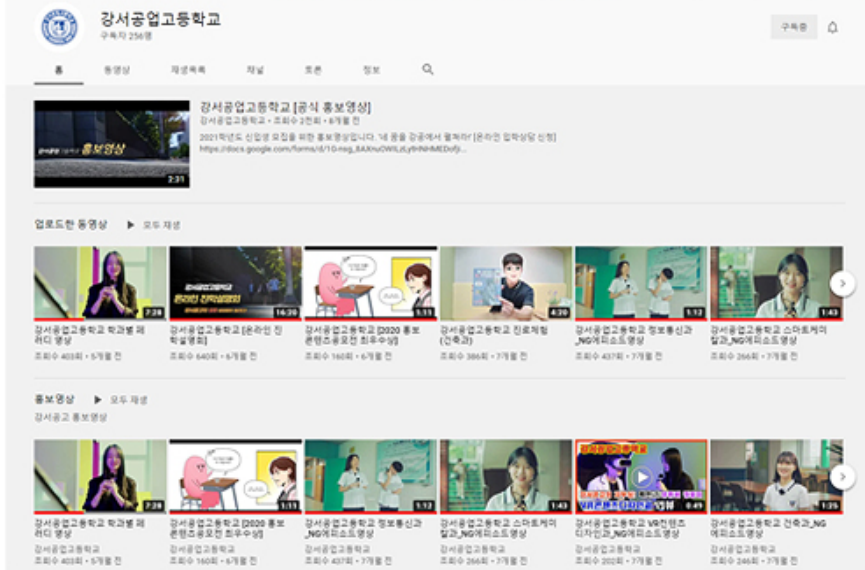 강서공업고등학교
구독자 256명
구독중
홈 동영상 재생목록 채널 토론 정보
강서공업고등학교 [공식 홍보영상]
강서공업고등학교 • 조회수 2천회 • 8개월 전
2021학년도 신입생 모집을 위한 홍보영상입니다. '네 꿈을 강공에서 펼쳐라!' [온라인 입학상담 신청]
홍보영상
2:31
업로드한 동영상 ▶ 모두 재생
7:28
강서공업고등학교
온라인 진학설명회
16:20
1:11
4:20
1:12
1:43
강서공업고등학교 학과별 패러디 영상
조회수 403회 • 5개월 전
강서공업고등학교 [온라인 진학설명회]
조회수 640회 • 6개월 전
강서공업고등학교 [2020 홍보콘텐츠공모전 최우수상]
조회수 160회 • 6개월 전
강서공업고등학교 진로체험(건축과)
조회수 386회 • 7개월 전
강서공업고등학교 정보통신과_NG에피소드영상
조회수 437회 • 7개월 전
강서공업고등학교 스마트케미칼과_NG에피소드영상
조회수 266회 • 7개월 전
홍보영상 ▶ 모두 재생
강서공고 홍보영상
7:28
1:11
1:12
1:43
강서공업고등학교
0:49
1:25
강서공업고등학교 학과별 패러디 영상
강서공업고등학교
조회수 403회 • 5개월 전
강서공업고등학교 [2020 홍보콘텐츠공모전 최우수상]
강서공업고등학교
조회수 160회 • 6개월 전
강서공업고등학교 정보통신과_NG에피소드영상
강서공업고등학교
조회수 437회 • 7개월 전
강서공업고등학교 스마트케미칼과_NG에피소드영상
강서공업고등학교
조회수 266회 • 7개월 전
강서공업고등학교 VR컨텐츠디자인과_NG에피소드영상
강서공업고등학교
조회수 202회 • 7개월 전
강서공업고등학교 건축과_NG에피소드영상
강서공업고등학교
조회수 246회 • 7개월 전